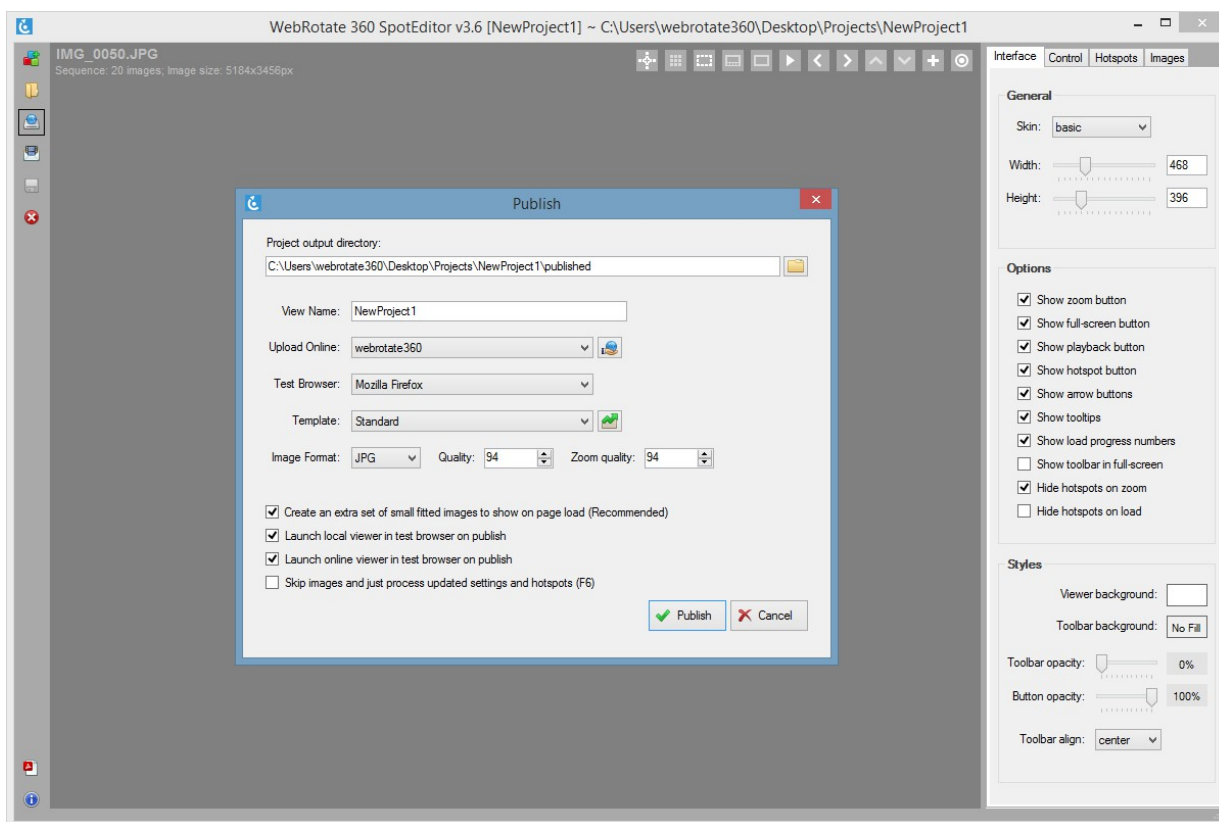 WebRotate 360 SpotEditor v3.6 [NewProject1] ~ C:\Users\webrotate360\Desktop\Projects\NewProject1
IMG_0050.JPG
Sequence: 20 images; Image size: 5184x3456px
Publish
Project output directory:
C:\Users\webrotate360\Desktop\Projects\NewProject1\published
View Name: NewProject1
Upload Online: webrotate360
Test Browser: Mozilla Firefox
Template: Standard
Image Format: JPG Quality: 94 Zoom quality: 94
Create an extra set of small fitted images to show on page load (Recommended)
Launch local viewer in test browser on publish
Launch online viewer in test browser on publish
Skip images and just process updated settings and hotspots (F6)
Publish Cancel
Interface Control Hotspots Images
General
Skin: basic
Width: 468
Height: 396
Options
Show zoom button
Show full-screen button
Show playback button
Show hotspot button
Show arrow buttons
Show tooltips
Show load progress numbers
Show toolbar in full-screen
Hide hotspots on zoom
Hide hotspots on load
Styles
Viewer background:
Toolbar background: No Fill
Toolbar opacity: 0%
Button opacity: 100%
Toolbar align: center